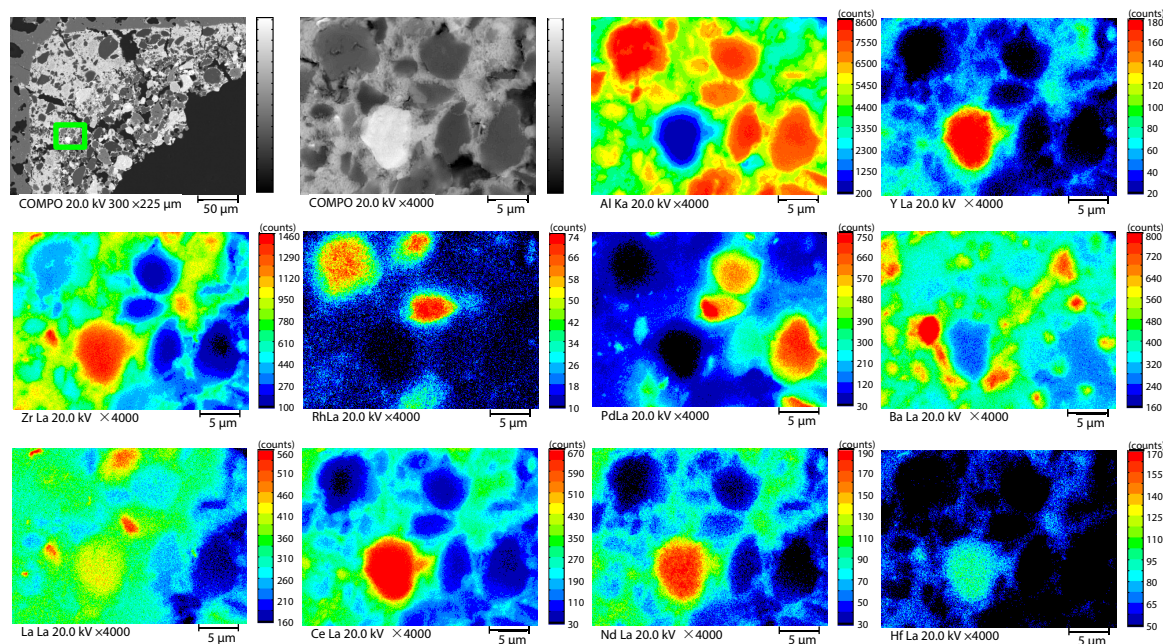 COMPO 20.0 kV 300 ×225 µm
50 µm
COMPO 20.0 kV ×4000
5 µm
(counts)
8600
7550
6500
5450
4300
3350
2300
1250
200
Al Ka 20.0 kV ×4000
5 µm
(counts)
180
160
140
120
100
80
60
40
20
Y La 20.0 kV ×4000
5 µm
(counts)
1460
1290
1120
950
780
610
440
270
100
Zr La 20.0 kV ×4000
5 µm
(counts)
74
66
58
50
42
34
26
18
10
RhLa 20.0 kV ×4000
5 µm
(counts)
750
660
570
480
390
300
210
120
30
PdLa 20.0 kV ×4000
5 µm
(counts)
800
720
640
560
480
400
320
240
160
Ba La 20.0 kV ×4000
5 µm
(counts)
560
510
460
410
360
310
260
210
160
La La 20.0 kV ×4000
5 µm
(counts)
670
590
510
430
350
270
190
110
30
Ce La 20.0 kV ×4000
5 µm
(counts)
190
170
150
130
110
90
70
50
30
Nd La 20.0 kV ×4000
5 µm
(counts)
170
155
140
125
110
95
80
65
50
Hf La 20.0 kV ×4000
5 µm